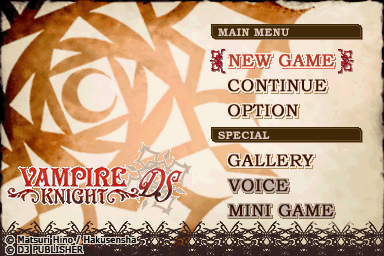 MAIN MENU
NEW GAME
CONTINUE
OPTION
SPECIAL
GALLERY
VOICE
MINI GAME
VAMPIRE
KNIGHT DS
© Matsuri Hino / Hakusensha
© D3 PUBLISHER